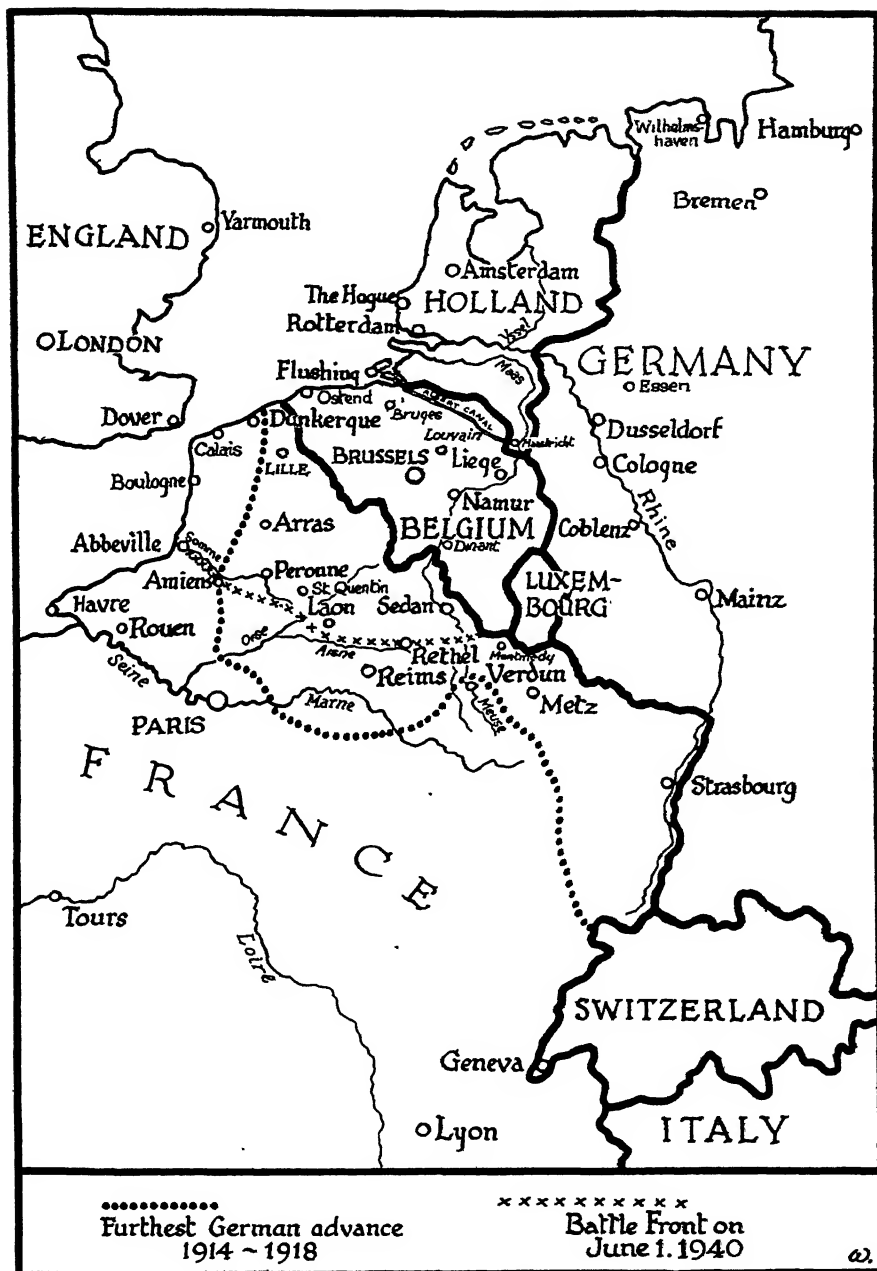 Wilhelms-
haven
Hamburg
Bremen
ENGLAND
Yarmouth
Amsterdam
The Hague
HOLLAND
Rotterdam
Yssel
LONDON
GERMANY
Maas
Flushing
Essen
Ostend
ALBERT CANAL
Dover
Dunkerque
Bruges
Dusseldorf
Calais
Louvain
Maastricht
LILLE
BRUSSELS
Liege
Cologne
Boulogne
Namur
Rhine
Arras
BELGIUM
Coblenz
Abbeville
Somme
Dinant
Amiens
Peronne
LUXEM-
BOURG
St. Quentin
Mainz
Havre
Laon
Sedan
Rouen
Oise
Aisne
Rethel
Montmedy
Seine
Reims
Verdun
Marne
Meuse
Metz
PARIS
FRANCE
Strasbourg
Tours
Loire
SWITZERLAND
Geneva
Lyon
ITALY
Furthest German advance
1914 ~ 1918
Battle Front on
June 1. 1940
w.